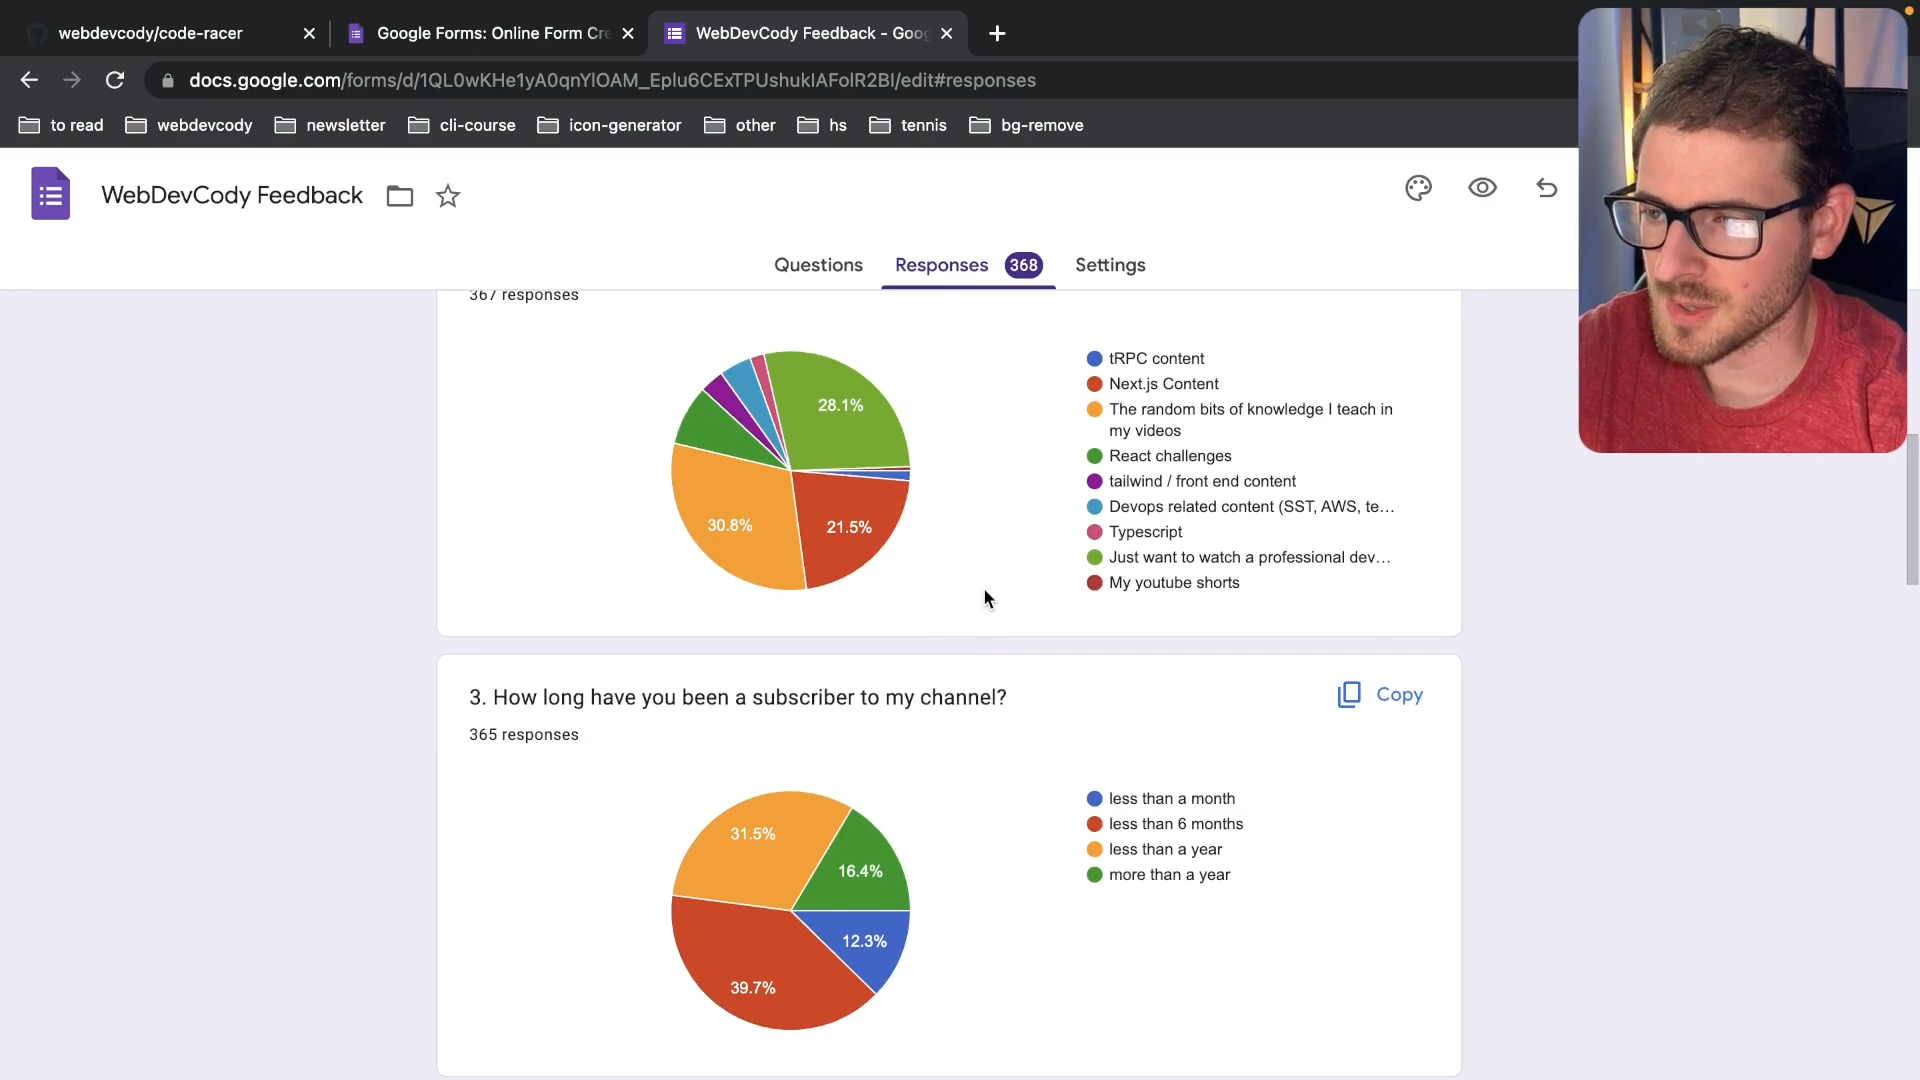 webdevcody/code-racer
Google Forms: Online Form Cre
WebDevCody Feedback - Goog
docs.google.com/forms/d/1QL0wKHe1yA0qnYlOAM_Eplu6CExTPUshuklAFolR2BI/edit#responses
to read webdevcody newsletter cli-course icon-generator other hs tennis bg-remove
WebDevCody Feedback
Questions Responses 368 Settings
367 responses
28.1%
30.8%
21.5%
tRPC content
Next.js Content
The random bits of knowledge I teach in
my videos
React challenges
tailwind / front end content
Devops related content (SST, AWS, te...
Typescript
Just want to watch a professional dev...
My youtube shorts
3. How long have you been a subscriber to my channel?
Copy
365 responses
31.5%
16.4%
12.3%
39.7%
less than a month
less than 6 months
less than a year
more than a year